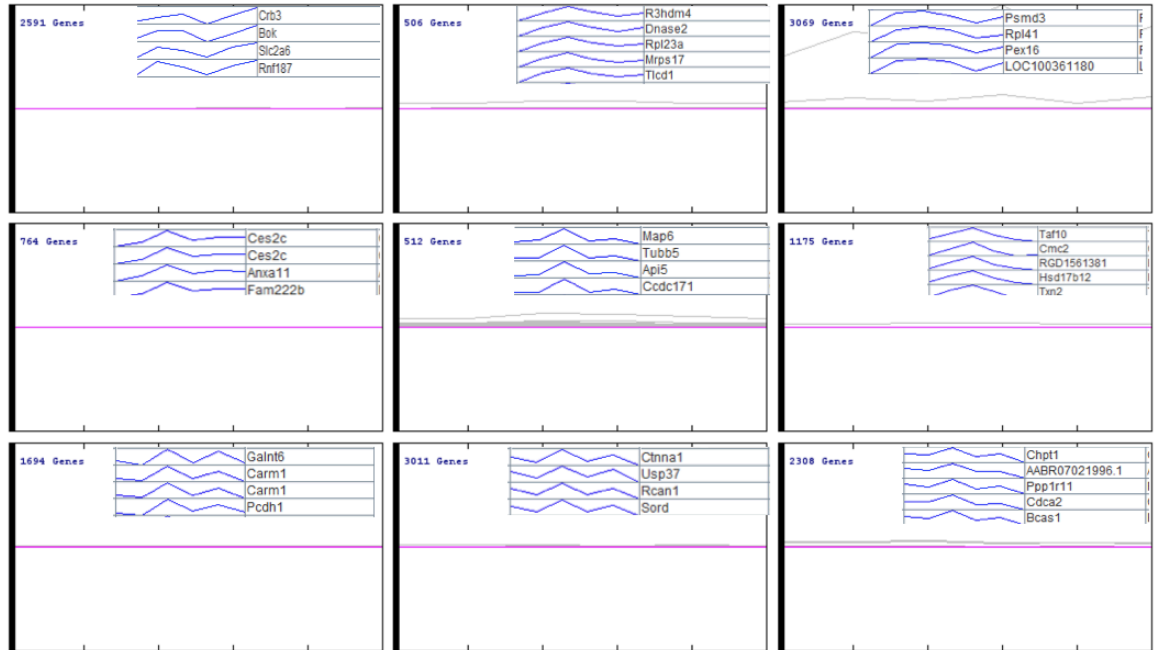 2591 Genes
Crb3
Bok
Slc2a6
Rnf187
506 Genes
R3hdm4
Dnase2
Rpl23a
Mrps17
Tlcd1
3069 Genes
Psmd3
Rpl41
Pex16
LOC100361180
764 Genes
Ces2c
Ces2c
Anxa11
Fam222b
512 Genes
Map6
Tubb5
Api5
Ccdc171
1175 Genes
Taf10
Cmc2
RGD1561381
Hsd17b12
Txn2
1694 Genes
Galnt6
Carm1
Carm1
Pcdh1
3011 Genes
Ctnna1
Usp37
Rcan1
Sord
2308 Genes
Chpt1
AABR07021996.1
Ppp1r11
Cdca2
Bcas1